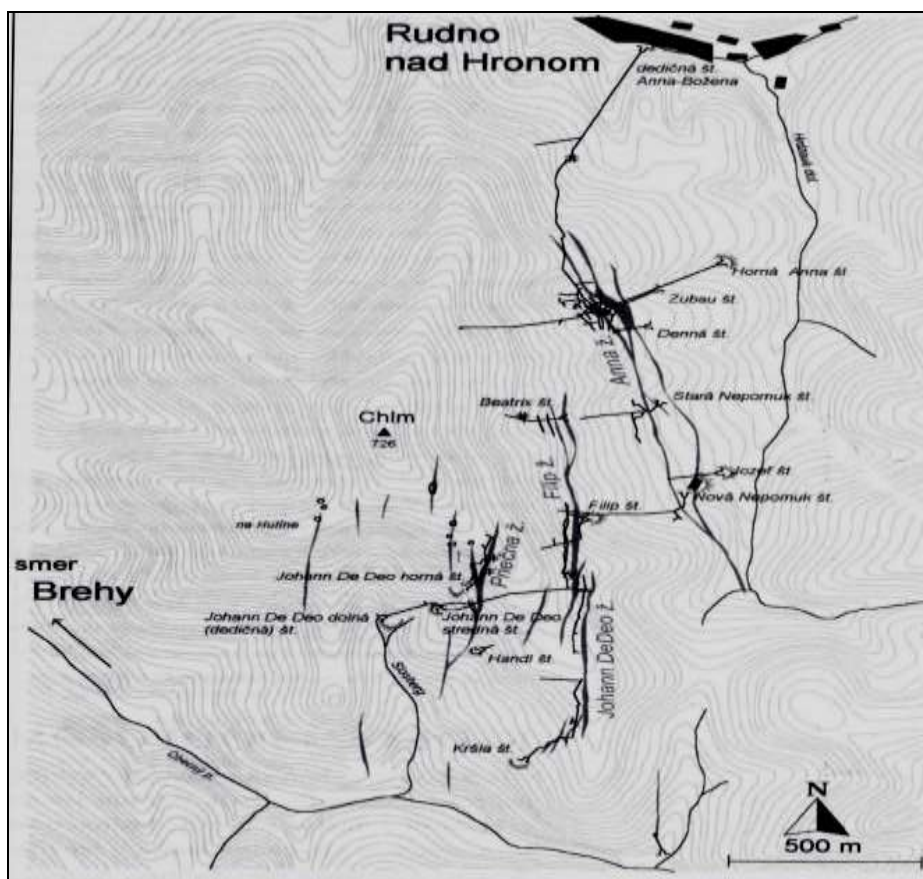 Rudno
nad Hronom
dedičná št.
Anna-Božena
Horná Anna št
Zubau št.
Denná št.
Anna ž.
Stará Nepomuk št.
Beatrix št.
Chlm
726
Filip ž.
Jozef št
Nová Nepomuk št.
Filip št.
na Hutine
Priečne ž.
smer
Brehy
Johann De Deo horná št.
Johann De Deo dolná
(dedičná) št.
Johann De Deo
stredná št
Handl št.
Johann DeDeo ž.
Kršla št.
N
500 m